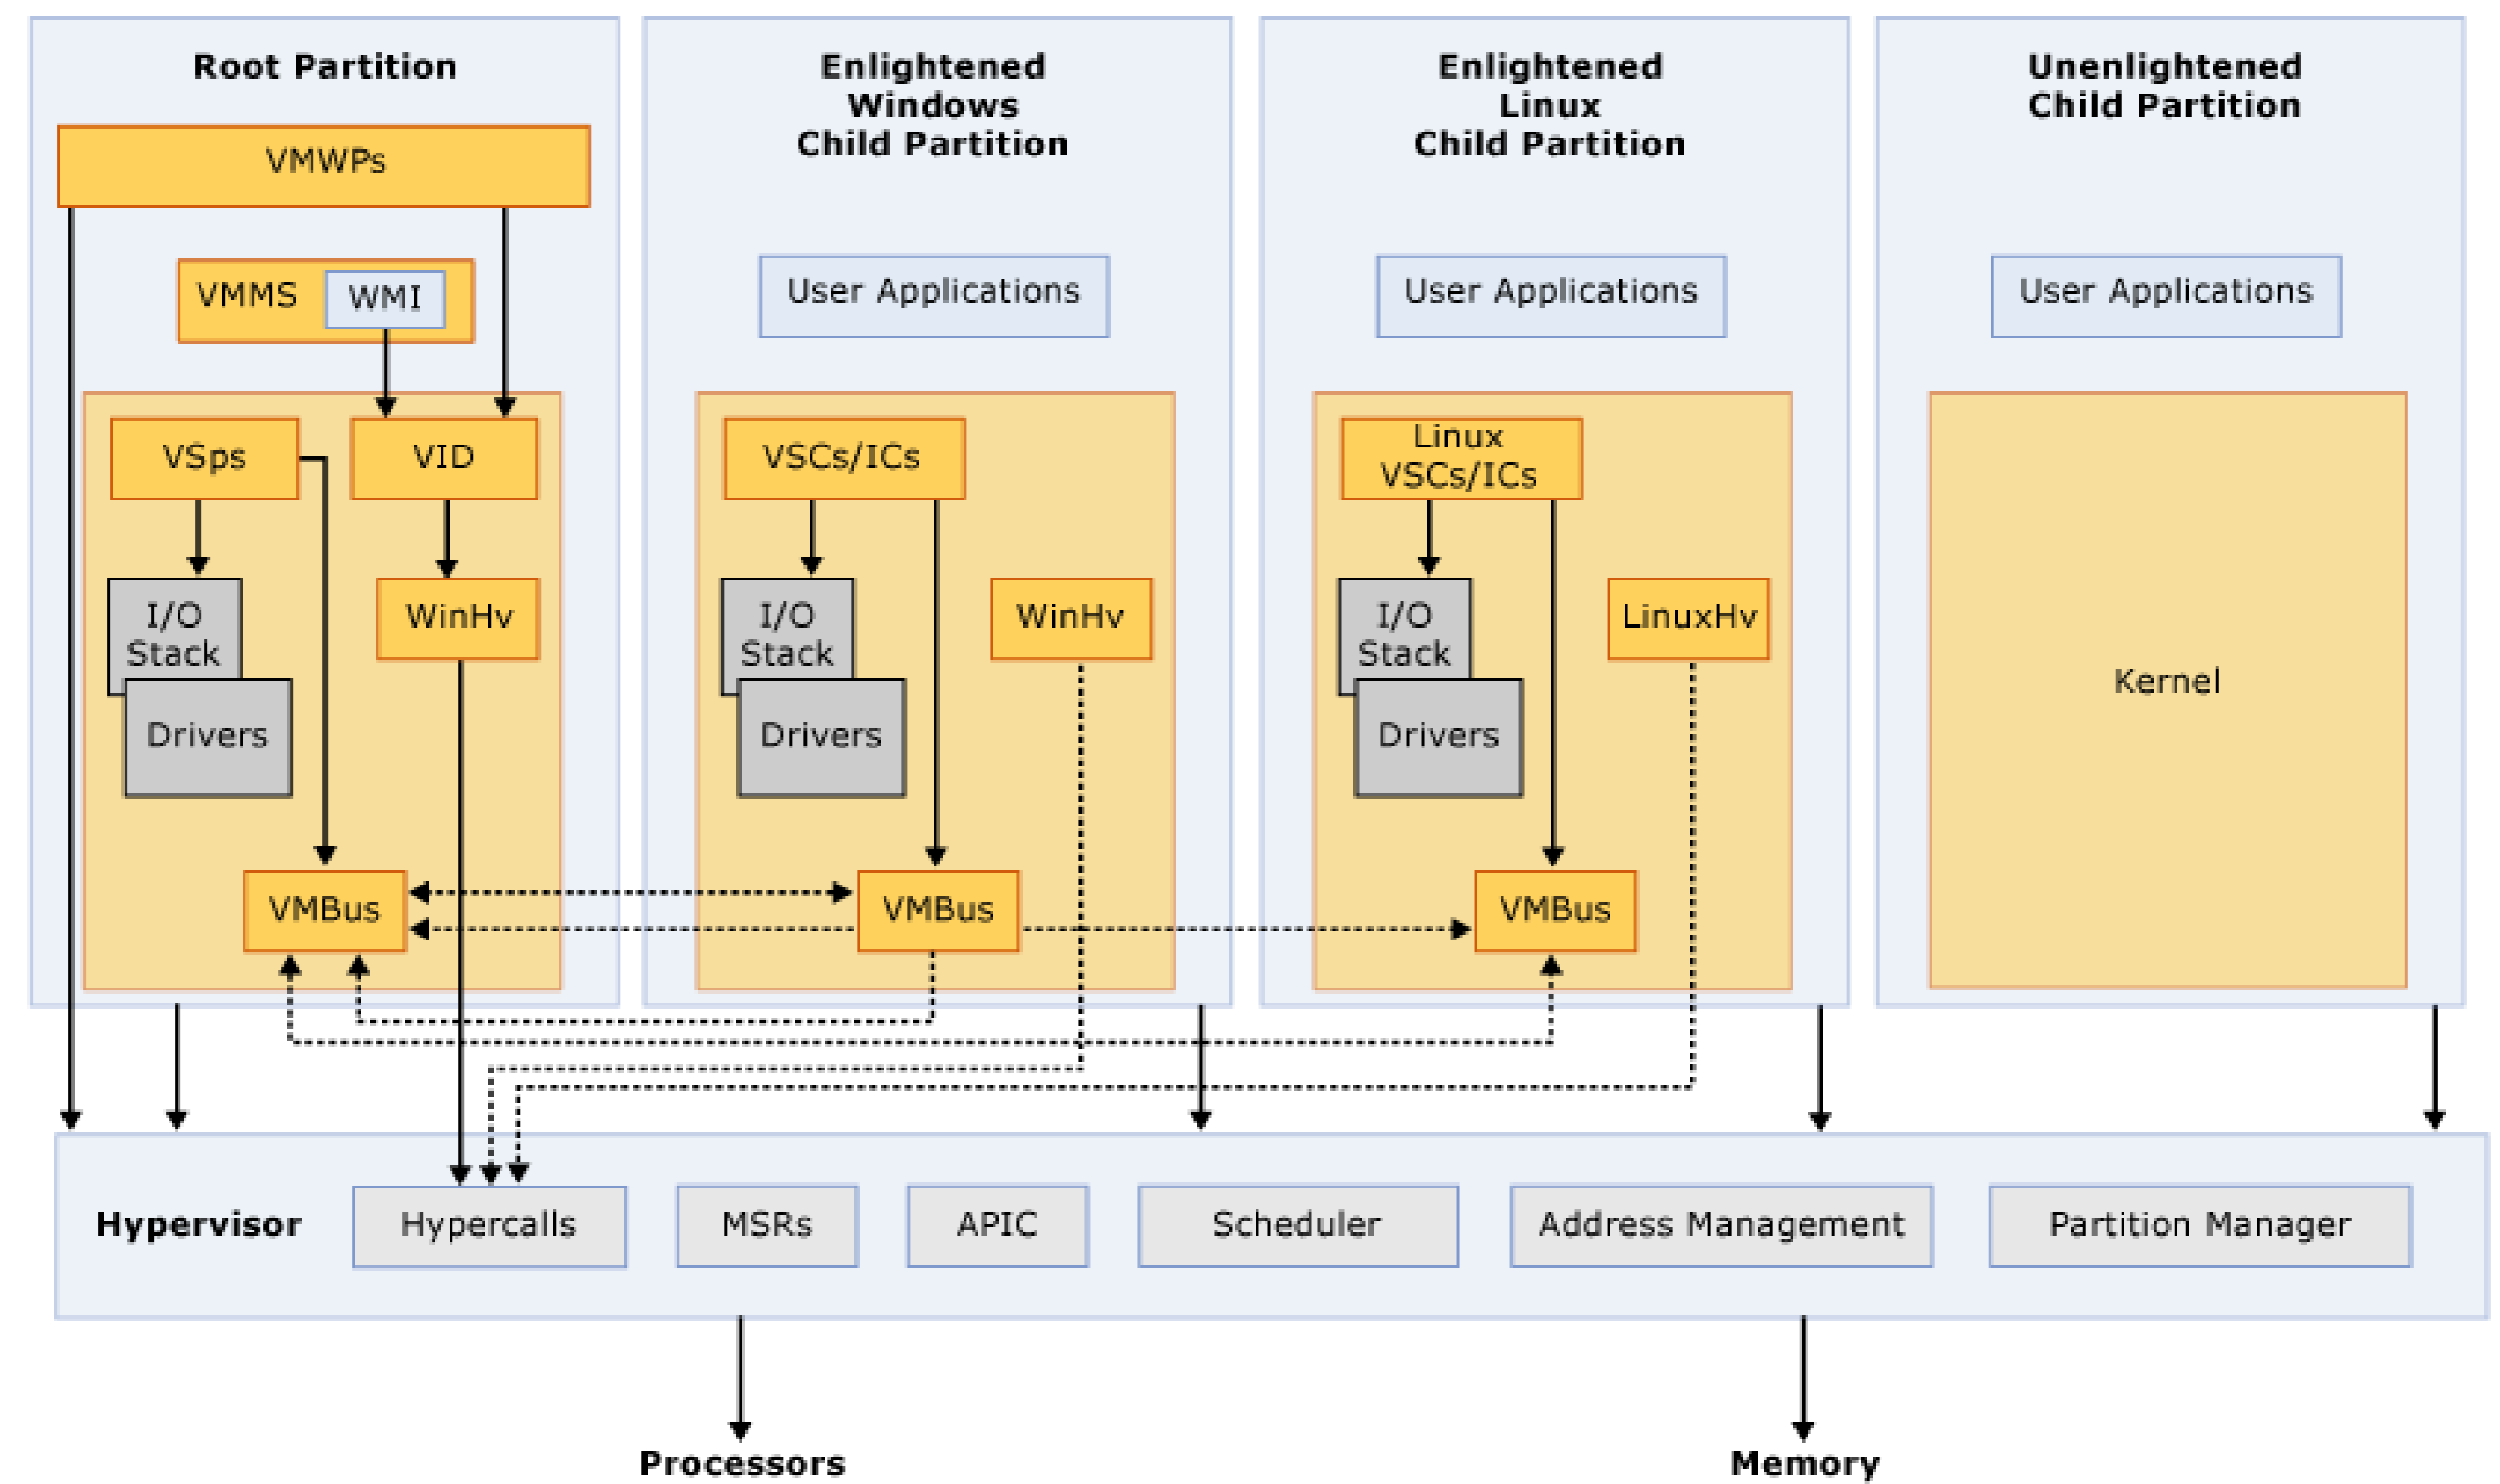 Root Partition
VMWPs
VMMS
WMI
VSps
VID
I/O
Stack
WinHv
Drivers
VMBus
Enlightened
Windows
Child Partition
User Applications
VSCs/ICs
I/O
Stack
WinHv
Drivers
VMBus
Enlightened
Linux
Child Partition
User Applications
Linux
VSCs/ICs
I/O
Stack
LinuxHv
Drivers
VMBus
Unenlightened
Child Partition
User Applications
Kernel
Hypervisor
Hypercalls
MSRs
APIC
Scheduler
Address Management
Partition Manager
Processors
Memory